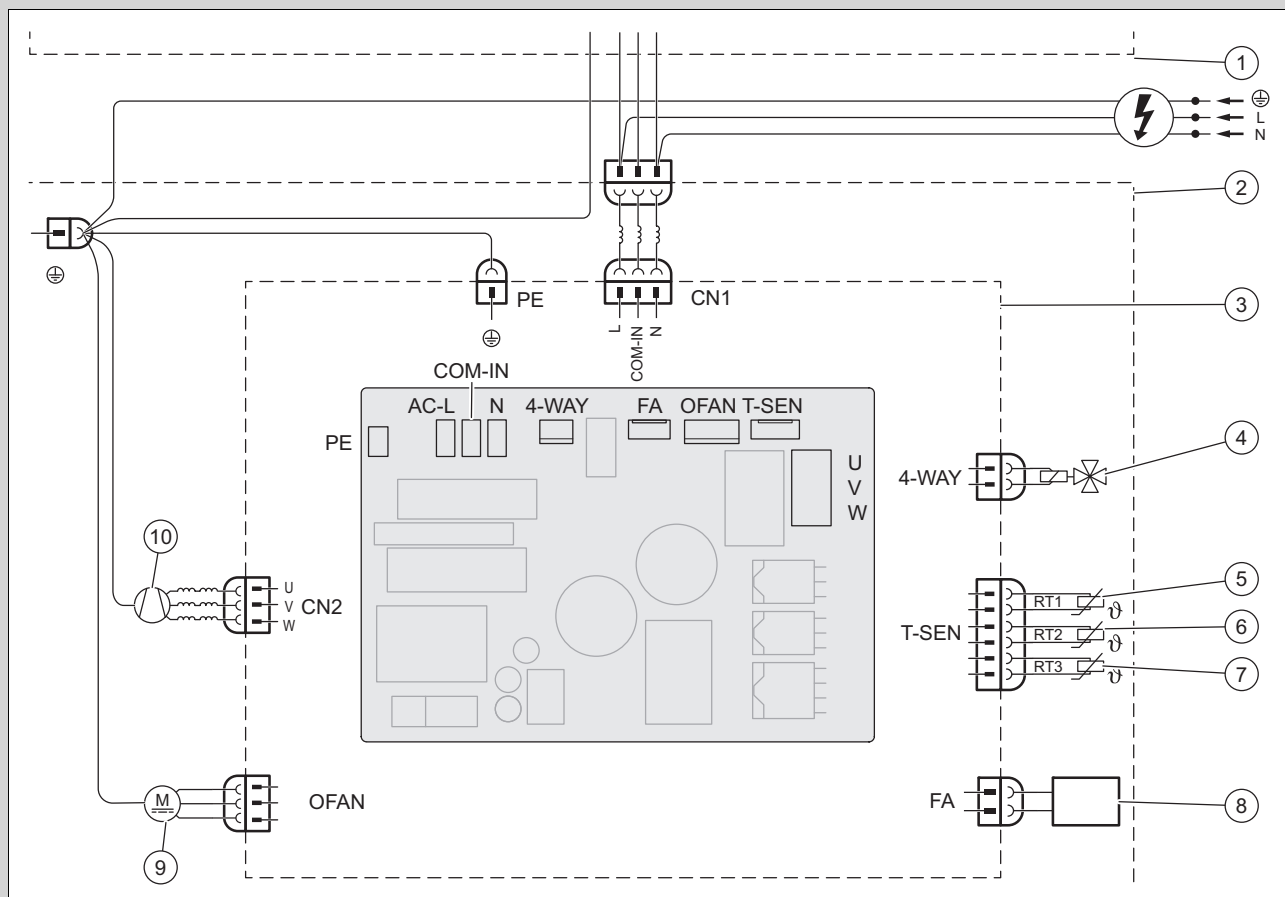 1
L
N
2
PE
CN1
3
L
COM-IN
N
COM-IN
AC-L N 4-WAY FA OFAN T-SEN
PE
U
V
W
4-WAY
4
10
U
V
W
CN2
T-SEN
RT1
ϑ
5
RT2
ϑ
6
RT3
ϑ
7
M
OFAN
9
FA
8